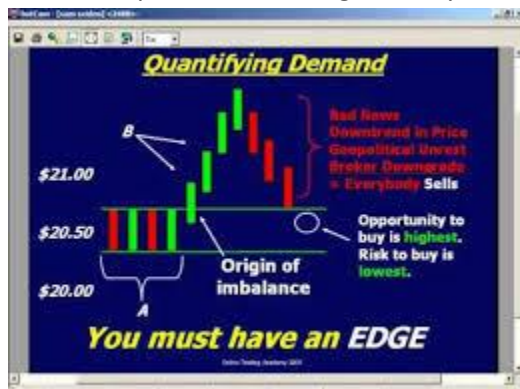 Quantifying Demand
B
Bad News
Downtrend in Price
Geopolitical Unrest
Broker Downgrade
= Everybody Sells
$21.00
$20.50
$20.00
Opportunity to
buy is highest.
Risk to buy is
lowest.
Origin of
imbalance
A
You must have an EDGE